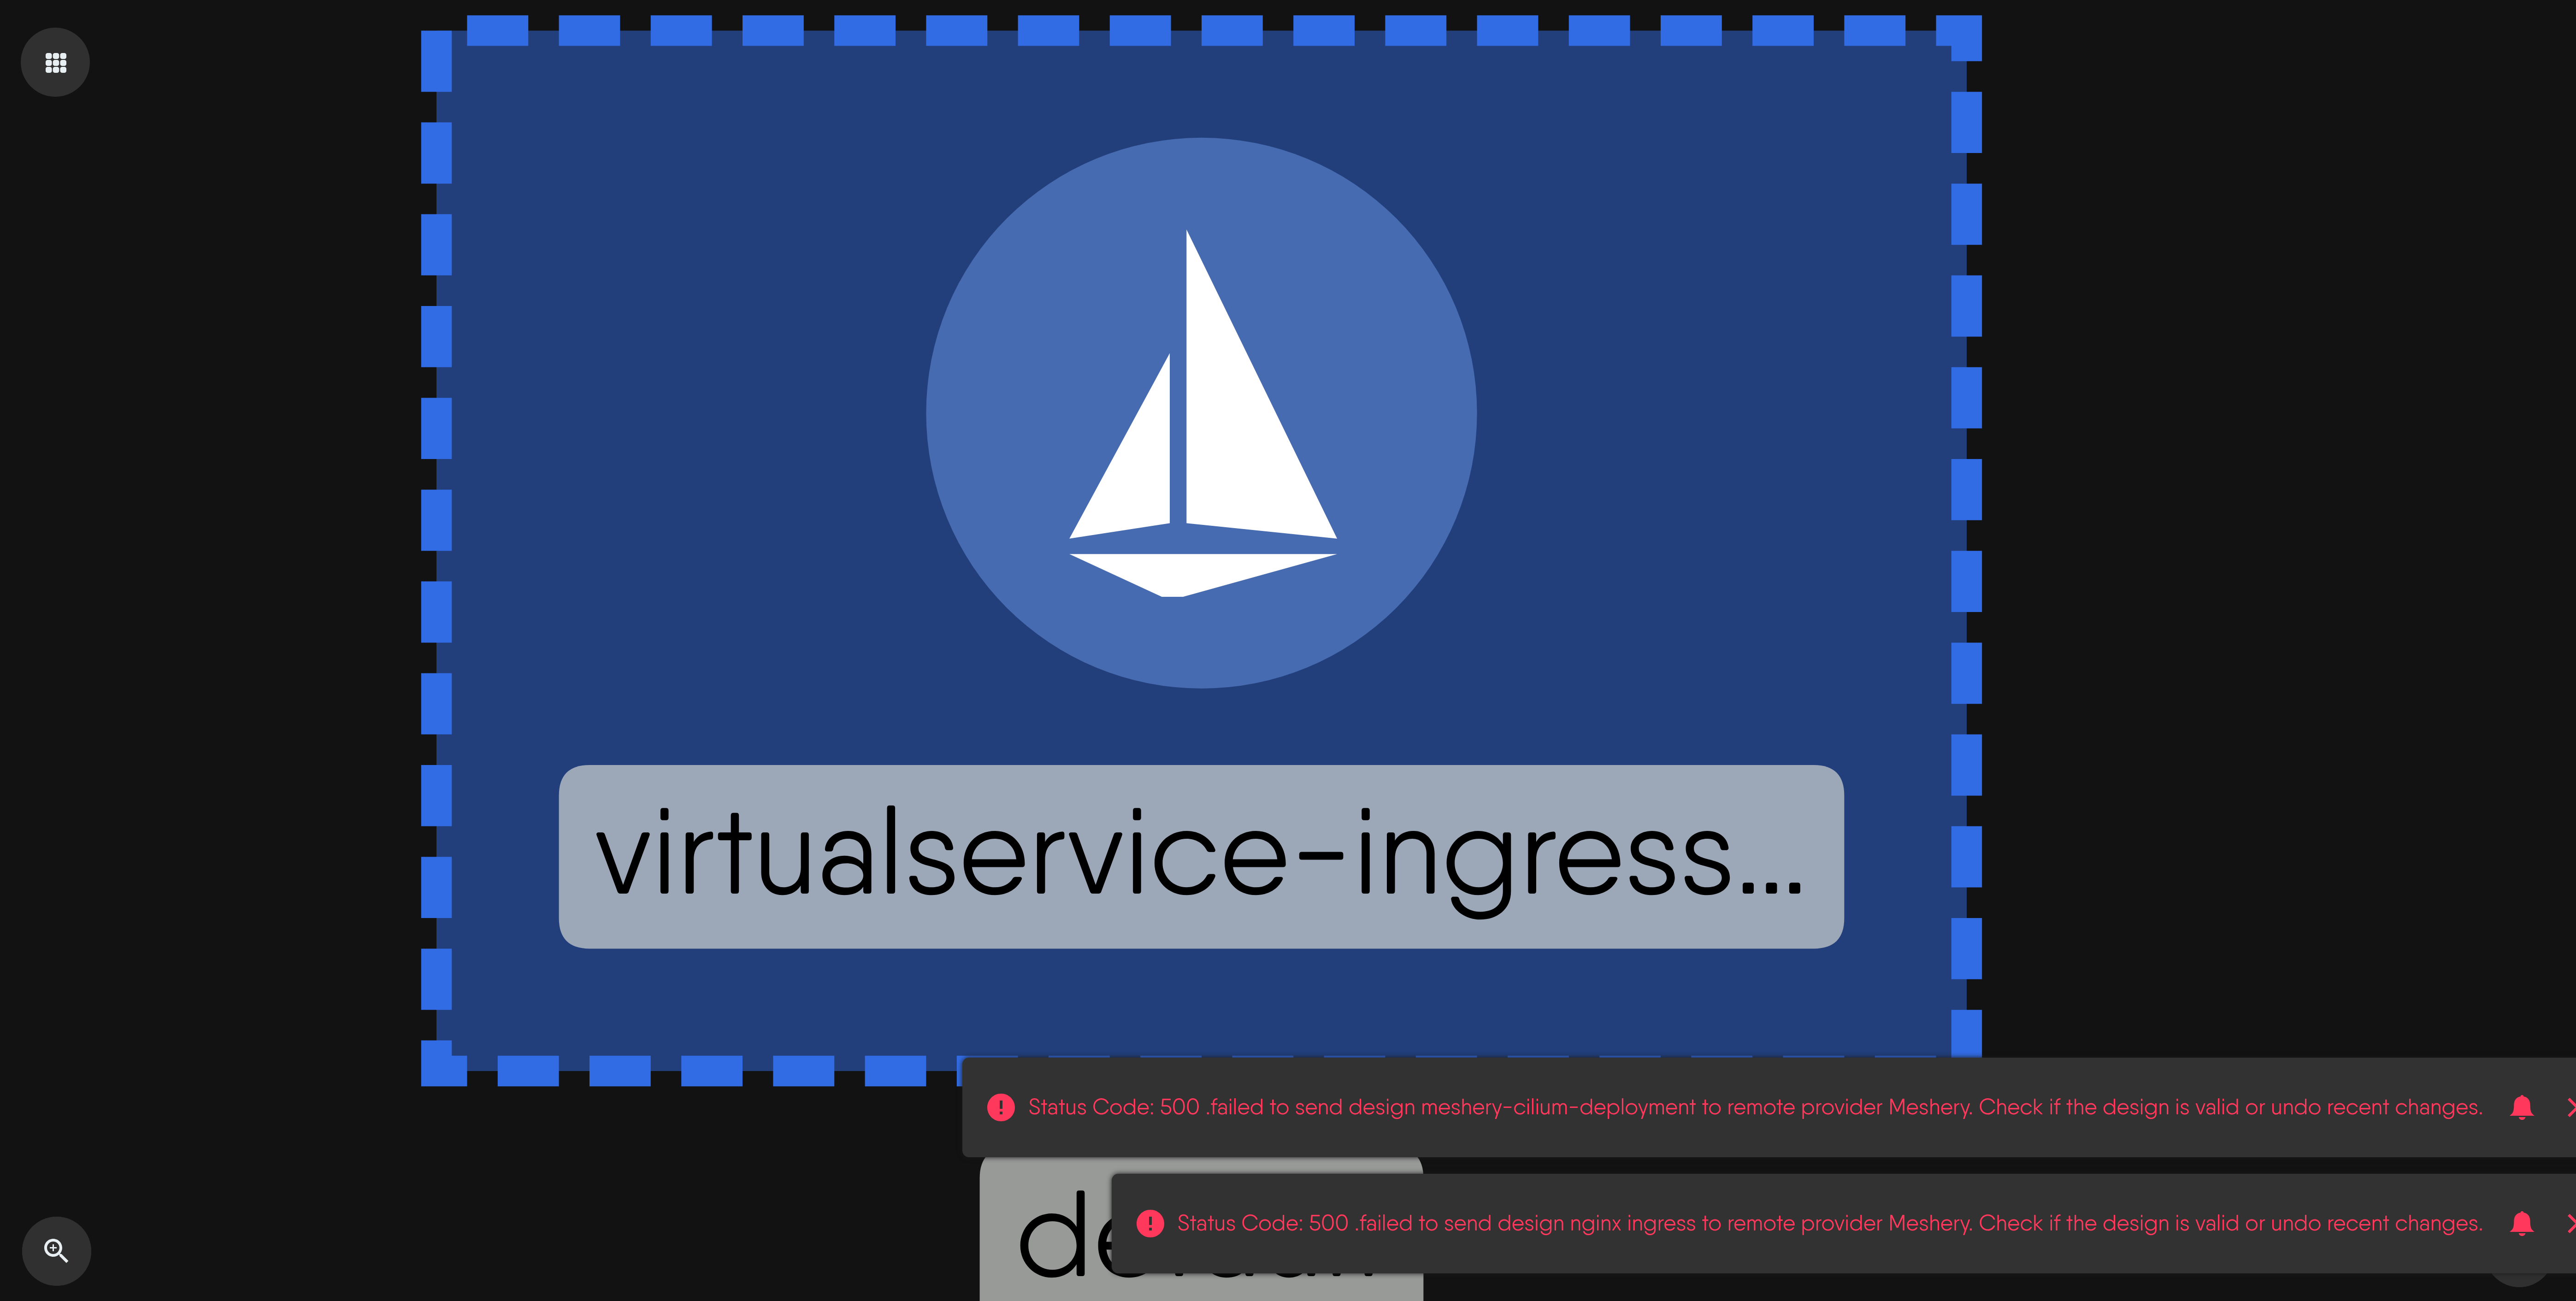 virtualservice-ingress...
Status Code: 500 .failed to send design meshery-cilium-deployment to remote provider Meshery. Check if the design is valid or undo recent changes.
Status Code: 500 .failed to send design nginx ingress to remote provider Meshery. Check if the design is valid or undo recent changes.